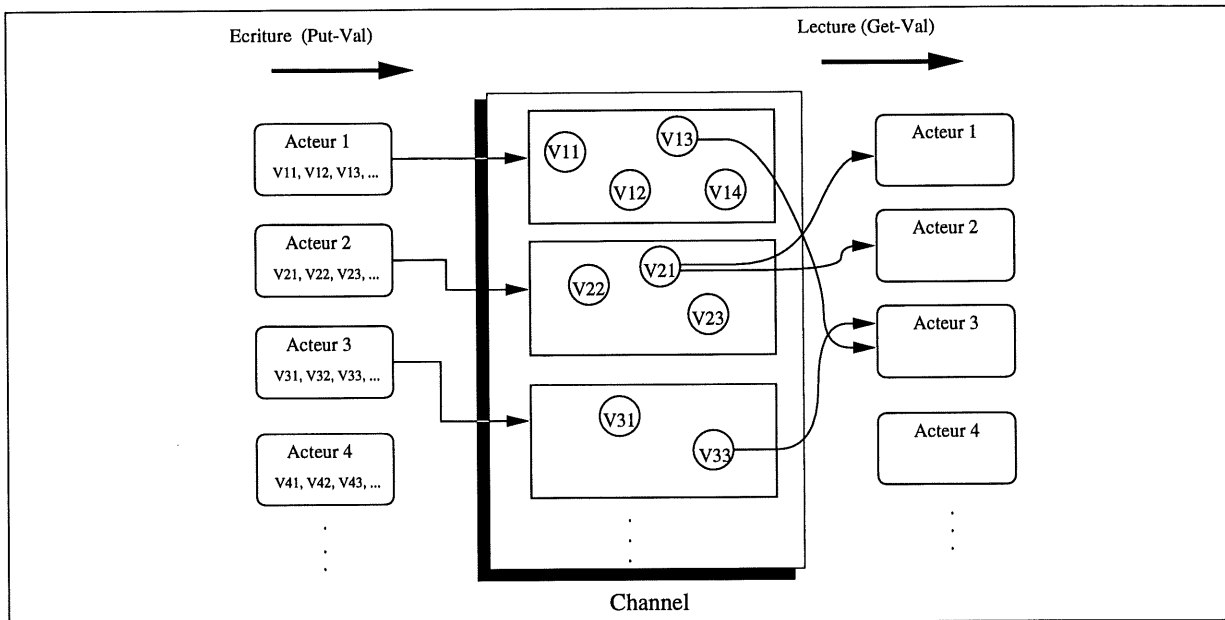 Ecriture (Put-Val)
Lecture (Get-Val)
Acteur 1
V11, V12, V13, ...
Acteur 2
V21, V22, V23, ...
Acteur 3
V31, V32, V33, ...
Acteur 4
V41, V42, V43, ...
V11
V13
V12
V14
V21
V22
V23
V31
V33
Channel
Acteur 1
Acteur 2
Acteur 3
Acteur 4